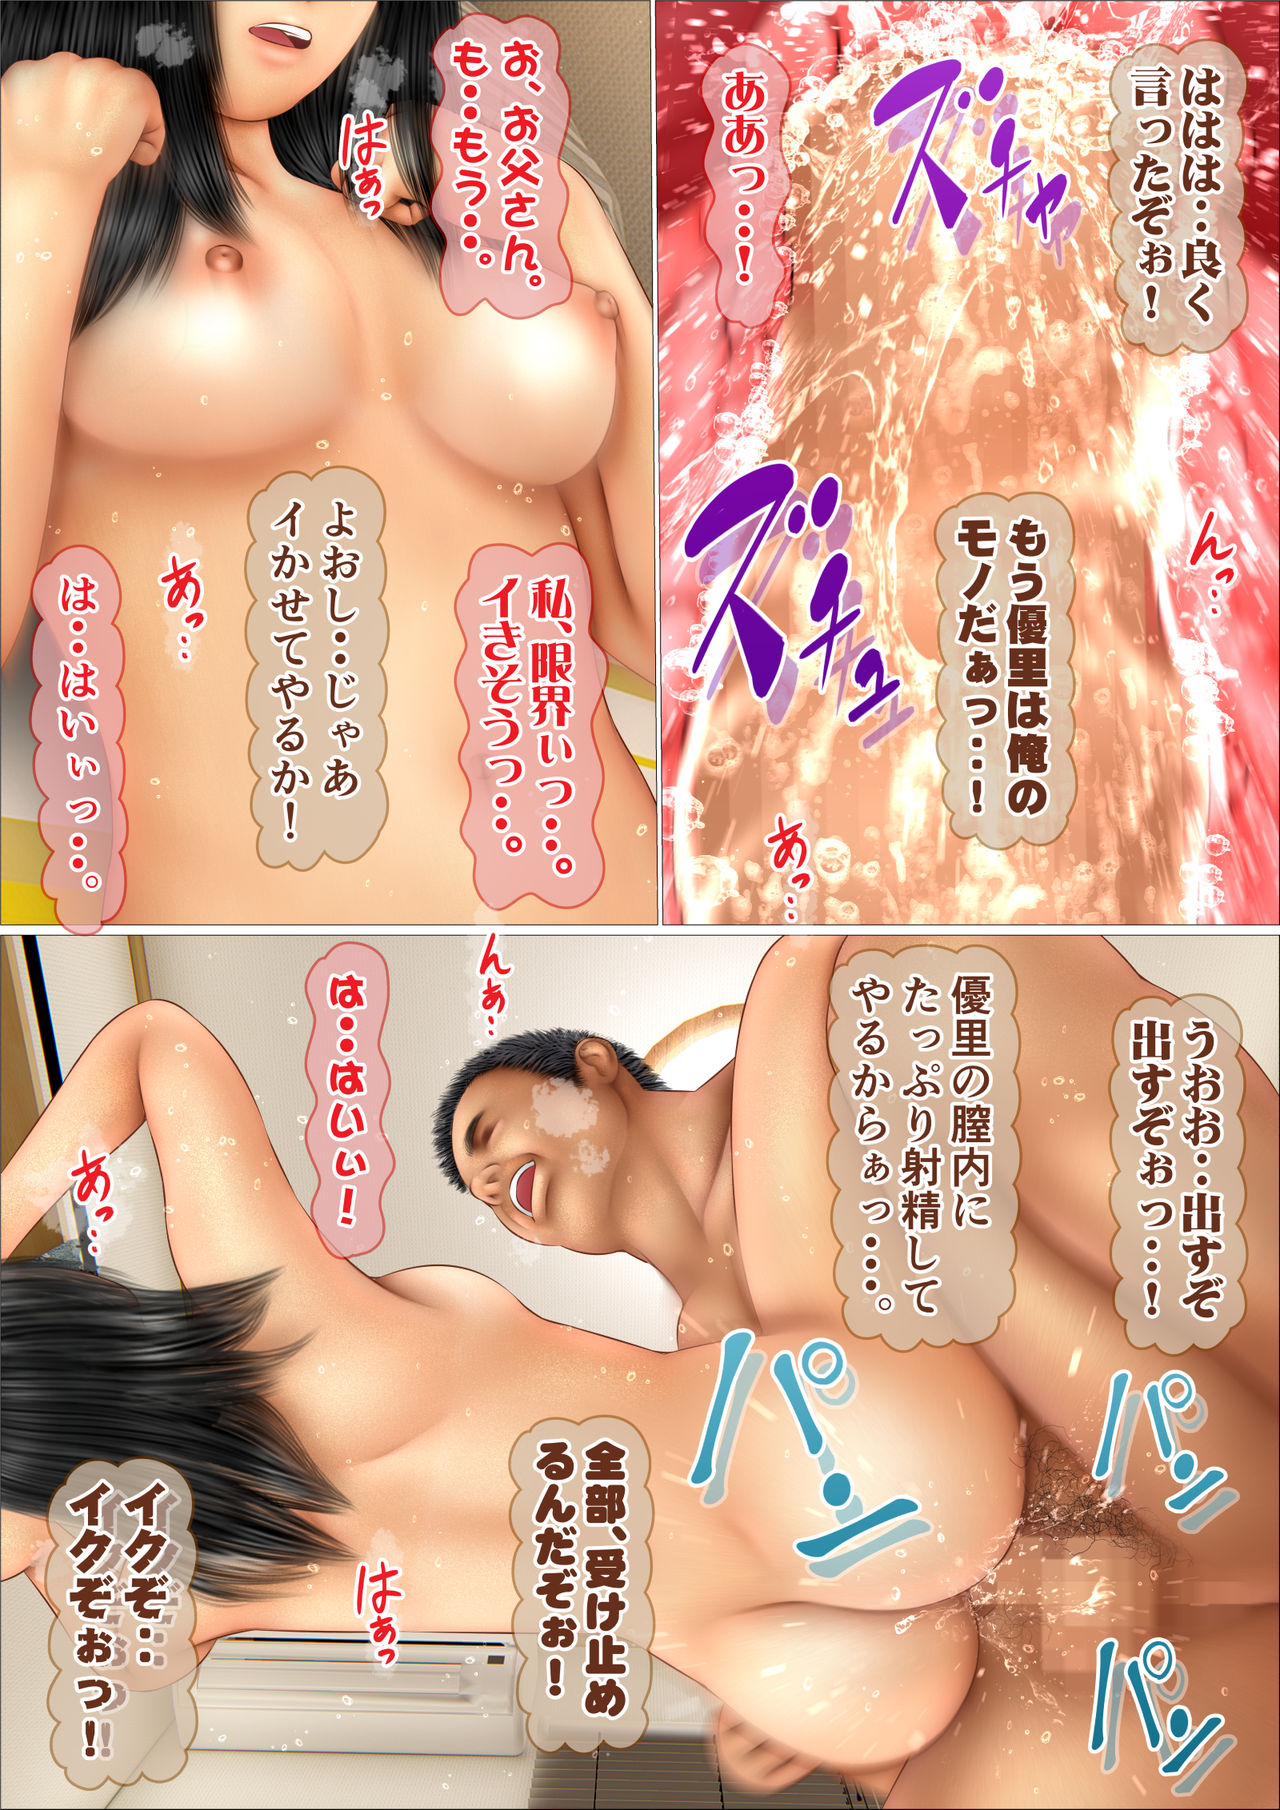 ははは‥良く
言ったぞぉ！
ああっ‥‥！
ズチャ
ズチュ
もう優里は俺の
モノだぁっ‥‥！
んっ‥
あっ‥
お、お父さん。
も‥もう‥‥。
はぁっ
私、限界ぃっ‥‥。
イきそうっ‥‥。
よおし‥じゃあ
イかせてやるか！
あっ‥
は‥はいぃっ‥‥。
うおお‥出すぞ
出すぞぉっ‥‥！
優里の膣内に
たっぷり射精して
やるからぁっ‥‥。
んぁ‥
は‥はいぃ！
あっ‥
パンッ
パンッ
パンッ
全部、受け止め
るんだぞぉ！
はぁっ
イクぞ‥
イクぞぉっ！！